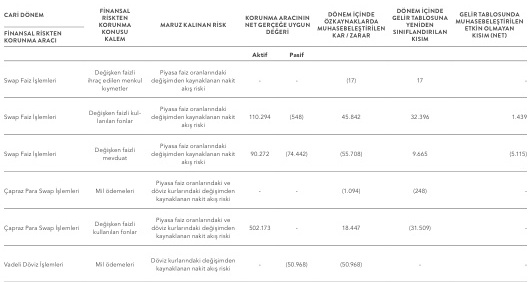 CARİ DÖNEM
FİNANSAL RİSKTEN KORUNMA ARACI
FİNANSAL
RİSKTEN
KORUNMA
KONUSU
KALEM
MARUZ KALINAN RİSK
KORUNMA ARACININ
NET GERÇEĞE UYGUN
DEĞERİ
DÖNEM İÇİNDE
ÖZKAYNAKLARDA
MUHASEBELEŞTİRİLEN
KAR / ZARAR
DÖNEM İÇİNDE
GELİR TABLOSUNA
YENİDEN
SINIFLANDIRILAN
KISIM
GELİR TABLOSUNDA
MUHASEBELEŞTİRİLEN
ETKİN OLMAYAN
KISIM (NET)
Aktif Pasif
Swap Faiz İşlemleri
Değişken faizli
ihraç edilen menkul
kıymetler
Piyasa faiz oranlarındaki
değişimden kaynaklanan nakit
akış riski
- - (17) 17 -
Swap Faiz İşlemleri
Değişken faizli kul-
lanılan fonlar
Piyasa faiz oranlarındaki
değişimden kaynaklanan nakit
akış riski
110.294 (548) 45.842 32.396 1.439
Swap Faiz İşlemleri
Değişken faizli
mevduat
Piyasa faiz oranlarındaki
değişimden kaynaklanan nakit
akış riski
90.272 (74.442) (55.708) 9.665 (5.115)
Çapraz Para Swap İşlemleri
Mil ödemeleri
Piyasa faiz oranlarındaki ve
döviz kurlarındaki değişimden
kaynaklanan nakit akış riski
- - (1.094) (248) -
Çapraz Para Swap İşlemleri
Değişken faizli
kullanılan fonlar
Piyasa faiz oranlarındaki ve
döviz kurlarındaki değişimden
kaynaklanan nakit akış riski
502.173 - 18.447 (31.509) -
Vadeli Döviz İşlemleri
Mil ödemeleri
Döviz kurlarındaki değişimden
kaynaklanan nakit akış riski
- (50.968) (50.968) - -